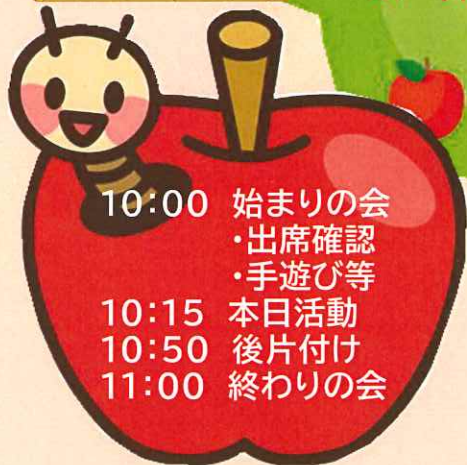 10:00 始まりの会
・出席確認
・手遊び等
10:15 本日活動
10:50 後片付け
11:00 終わりの会